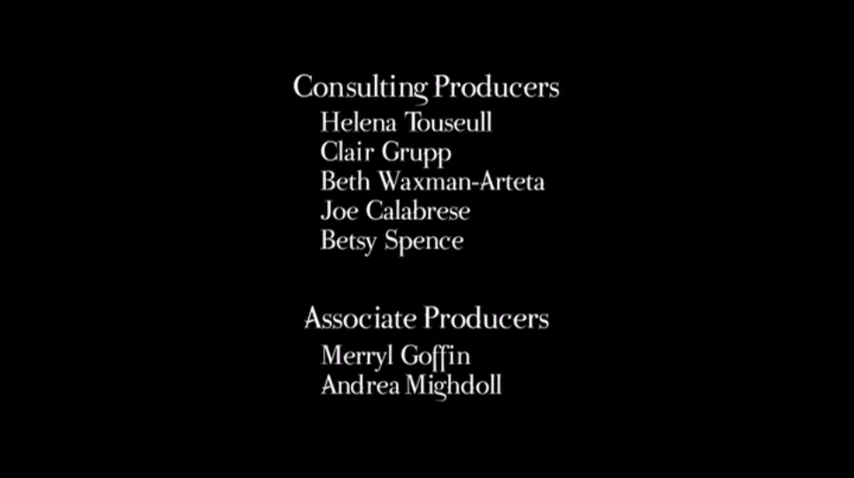 Consulting Producers
Helena Touseull
Clair Grupp
Beth Waxman-Arteta
Joe Calabrese
Betsy Spence
Associate Producers
Merryl Goffin
Andrea Mighdoll